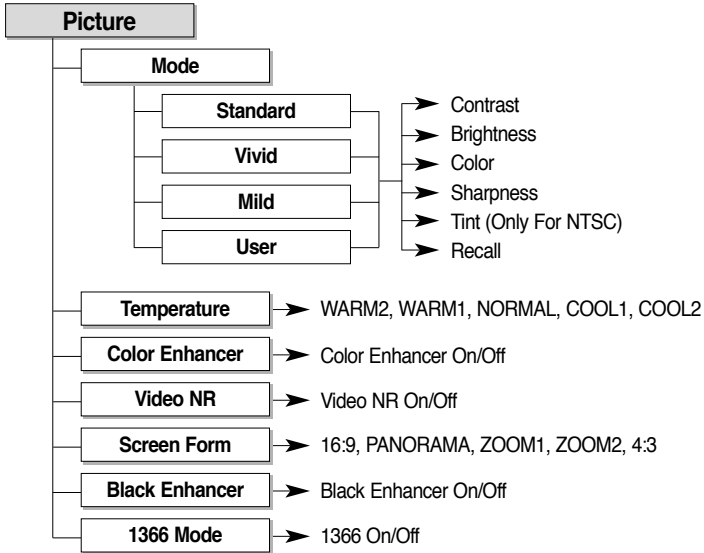 Picture
Mode
Standard
Vivid
Mild
User
Contrast
Brightness
Color
Sharpness
Tint (Only For NTSC)
Recall
Temperature
WARM2, WARM1, NORMAL, COOL1, COOL2
Color Enhancer
Color Enhancer On/Off
Video NR
Video NR On/Off
Screen Form
16:9, PANORAMA, ZOOM1, ZOOM2, 4:3
Black Enhancer
Black Enhancer On/Off
1366 Mode
1366 On/Off